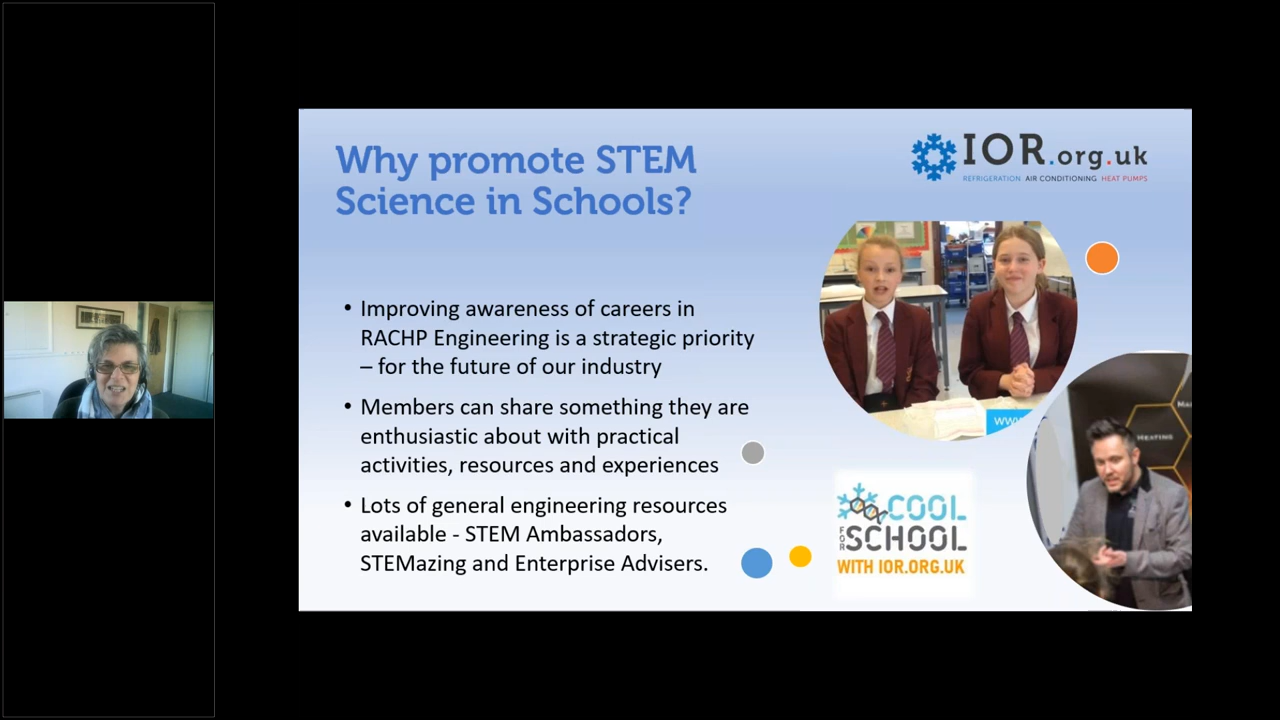 Why promote STEM
Science in Schools?
IOR.org.uk
REFRIGERATION AIR CONDITIONING HEAT PUMPS
• Improving awareness of careers in
RACHP Engineering is a strategic priority
– for the future of our industry
• Members can share something they are
enthusiastic about with practical
activities, resources and experiences
• Lots of general engineering resources
available - STEM Ambassadors,
STEMazing and Enterprise Advisers.
www
HEATING
COOL
FOR
SCHOOL
WITH IOR.ORG.UK